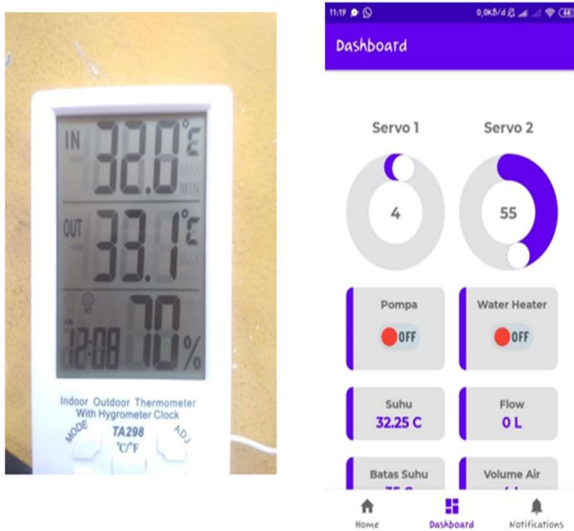 IN 32.0 °C
OUT 33.1 °C
12:08 70 %
Indoor Outdoor Thermometer
With Hygrometer Clock
MODE TA298 ADJ
°C/°F
11:19 0,0KB/d
Dashboard
Servo 1 Servo 2
4 55
Pompa Water Heater
OFF OFF
Suhu Flow
32.25 C 0 L
Batas Suhu Volume Air
Home Dashboard Notifications